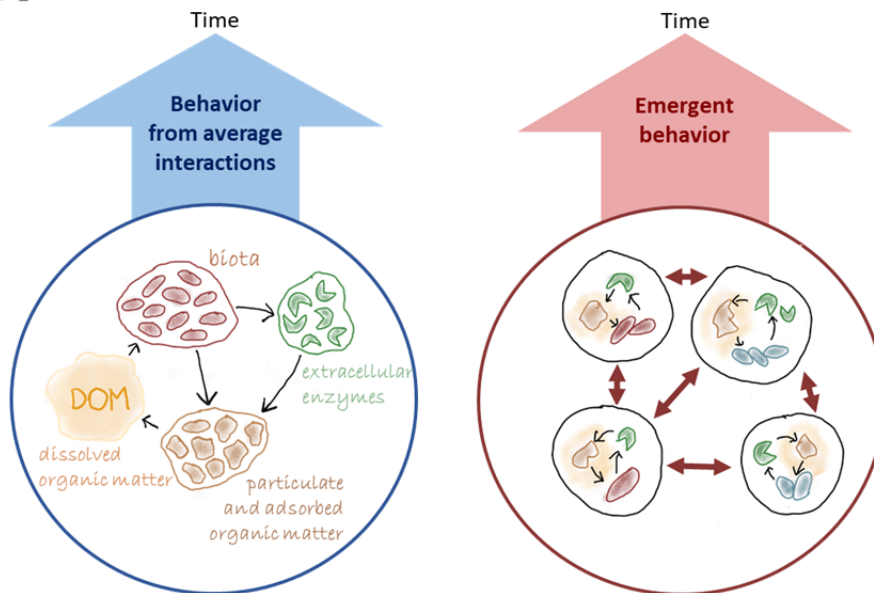 Time
Behavior
from average
interactions
biota
extracellular
enzymes
DOM
dissolved
organic matter
particulate
and adsorbed
organic matter
Time
Emergent
behavior